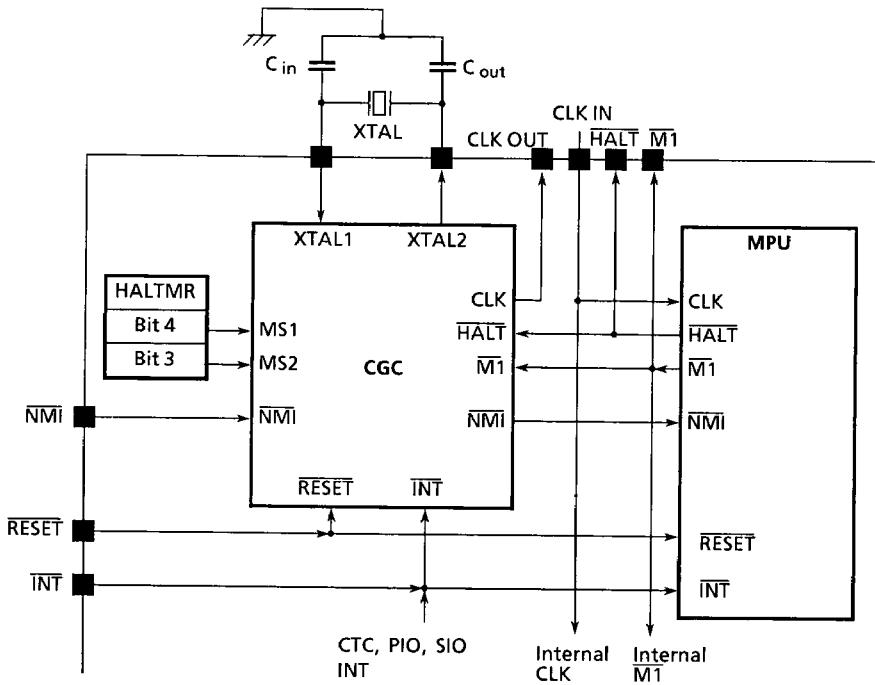 C in
C out
XTAL
CLK IN
CLK OUT
HALT
M1
XTAL1
XTAL2
MPU
HALTMR
Bit 4
Bit 3
MS1
MS2
CGC
CLK
HALT
M1
NMI
CLK
HALT
M1
NMI
NMI
NMI
RESET
INT
RESET
RESET
INT
INT
CTC, PIO, SIO
INT
Internal
CLK
Internal
M1